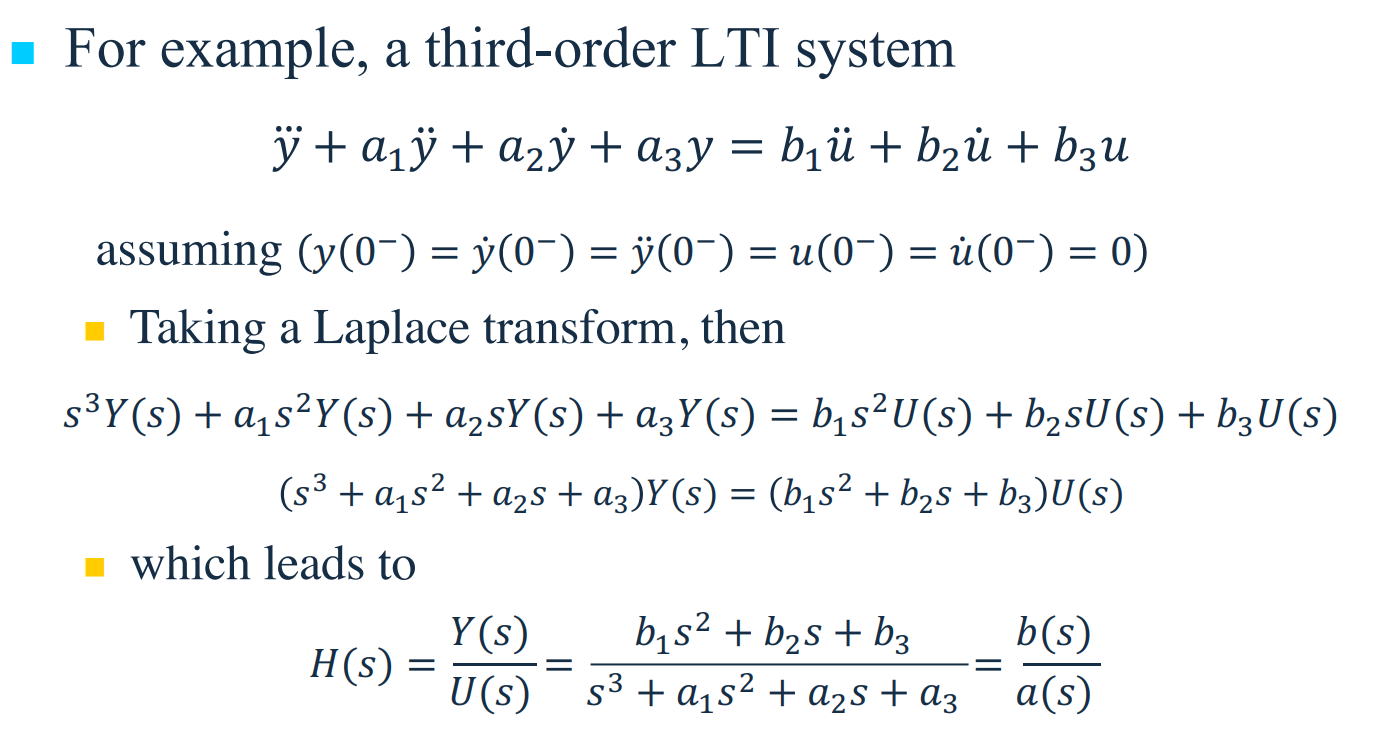 For example, a third-order LTI system
y⃛ + a₁ÿ + a₂ẏ + a₃y = b₁ü + b₂u̇ + b₃u
assuming (y(0⁻) = ẏ(0⁻) = ÿ(0⁻) = u(0⁻) = u̇(0⁻) = 0)
Taking a Laplace transform, then
s³Y(s) + a₁s²Y(s) + a₂sY(s) + a₃Y(s) = b₁s²U(s) + b₂sU(s) + b₃U(s)
(s³ + a₁s² + a₂s + a₃)Y(s) = (b₁s² + b₂s + b₃)U(s)
which leads to
H(s) = Y(s)/U(s) = (b₁s² + b₂s + b₃)/(s³ + a₁s² + a₂s + a₃) = b(s)/a(s)